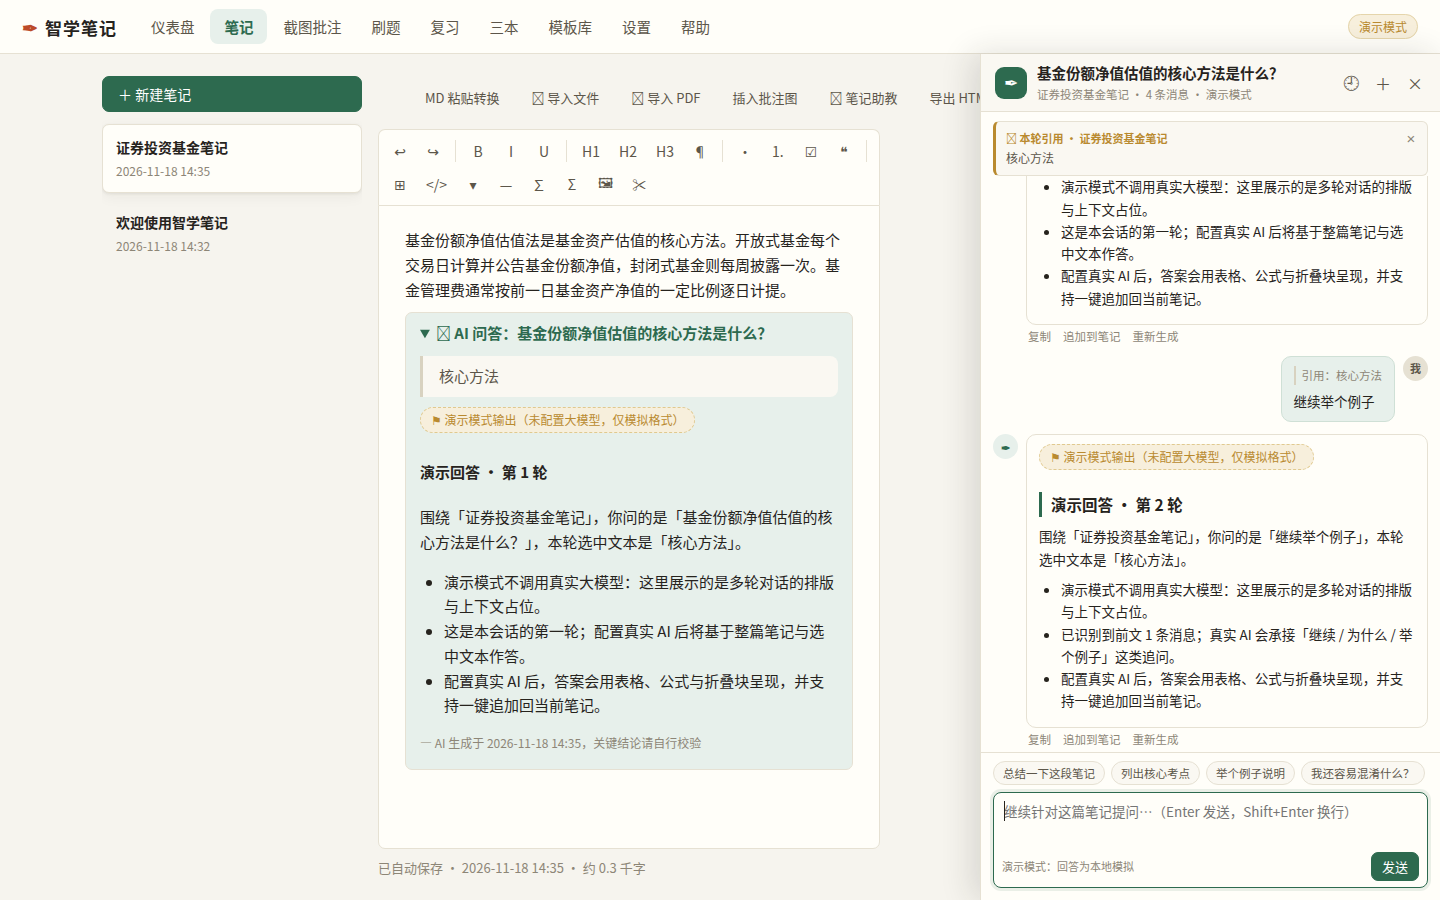 智学笔记
仪表盘
笔记
截图批注
刷题
复习
三本
模板库
设置
帮助
演示模式
＋ 新建笔记
证券投资基金笔记
2026-11-18 14:35
欢迎使用智学笔记
2026-11-18 14:32
MD 粘贴转换
导入文件
导入 PDF
插入批注图
笔记助教
导出 HTM
↩ ↪ B I U H1 H2 H3 ¶ • 1. ☑ ❝
⊞ </> ▾ — Σ Σ 🖼 ✂
基金份额净值估值法是基金资产估值的核心方法。开放式基金每个
交易日计算并公告基金份额净值，封闭式基金则每周披露一次。基
金管理费通常按前一日基金资产净值的一定比例逐日计提。
▼ AI 问答：基金份额净值估值的核心方法是什么？
核心方法
⚑ 演示模式输出（未配置大模型，仅模拟格式）
演示回答 · 第 1 轮
围绕「证券投资基金笔记」，你问的是「基金份额净值估值的核
心方法是什么？」，本轮选中文本是「核心方法」。
• 演示模式不调用真实大模型：这里展示的是多轮对话的排版
与上下文占位。
• 这是本会话的第一轮；配置真实 AI 后将基于整篇笔记与选
中文本作答。
• 配置真实 AI 后，答案会用表格、公式与折叠块呈现，并支
持一键追加回当前笔记。
— AI 生成于 2026-11-18 14:35，关键结论请自行校验
已自动保存 · 2026-11-18 14:35 · 约 0.3 千字
基金份额净值估值的核心方法是什么？
证券投资基金笔记 · 4 条消息 · 演示模式
本轮引用 · 证券投资基金笔记
核心方法
• 演示模式不调用真实大模型：这里展示的是多轮对话的排版
与上下文占位。
• 这是本会话的第一轮；配置真实 AI 后将基于整篇笔记与选
中文本作答。
• 配置真实 AI 后，答案会用表格、公式与折叠块呈现，并支
持一键追加回当前笔记。
复制 追加到笔记 重新生成
引用：核心方法
继续举个例子
我
⚑ 演示模式输出（未配置大模型，仅模拟格式）
演示回答 · 第 2 轮
围绕「证券投资基金笔记」，你问的是「继续举个例子」，本轮
选中文本是「核心方法」。
• 演示模式不调用真实大模型：这里展示的是多轮对话的排版
与上下文占位。
• 已识别到前文 1 条消息；真实 AI 会承接「继续 / 为什么 / 举
个例子」这类追问。
• 配置真实 AI 后，答案会用表格、公式与折叠块呈现，并支
持一键追加回当前笔记。
复制 追加到笔记 重新生成
总结一下这段笔记
列出核心考点
举个例子说明
我还容易混淆什么？
继续针对这篇笔记提问…（Enter 发送，Shift+Enter 换行）
演示模式：回答为本地模拟
发送